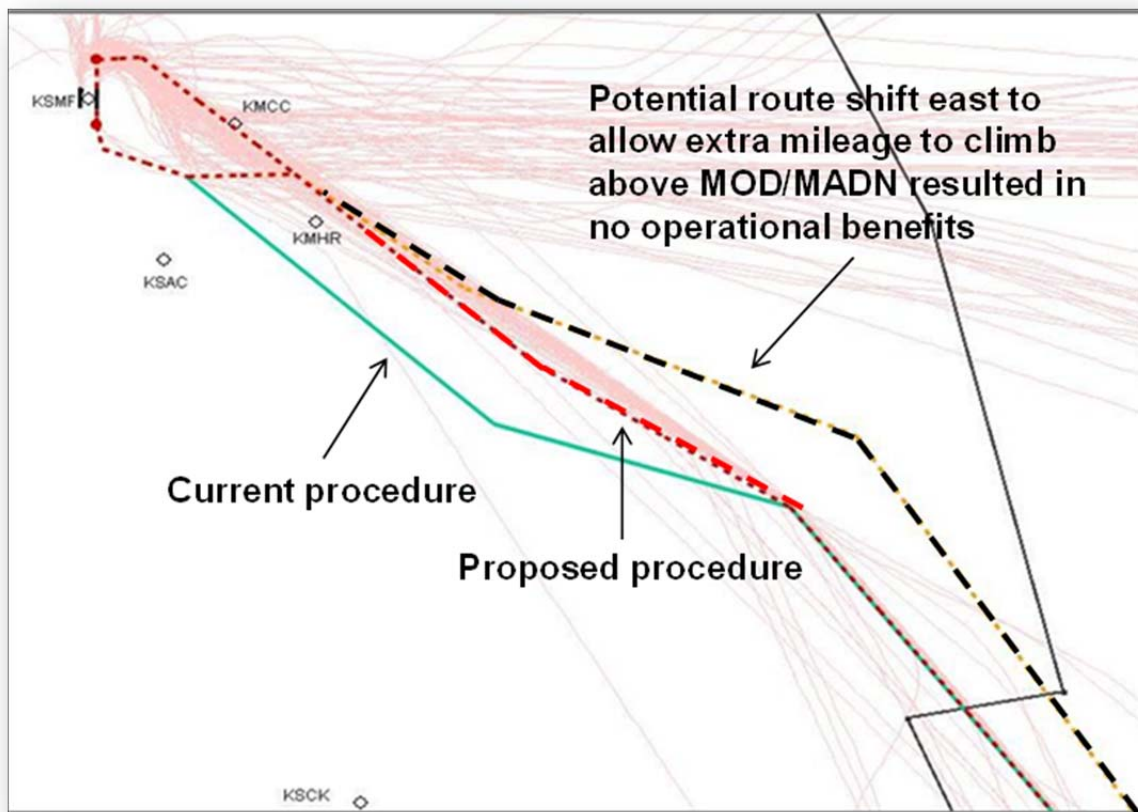 KSMF
KMCC
Potential route shift east to
allow extra mileage to climb
above MOD/MADN resulted in
no operational benefits
KMHR
KSAC
Current procedure
Proposed procedure
KSCK